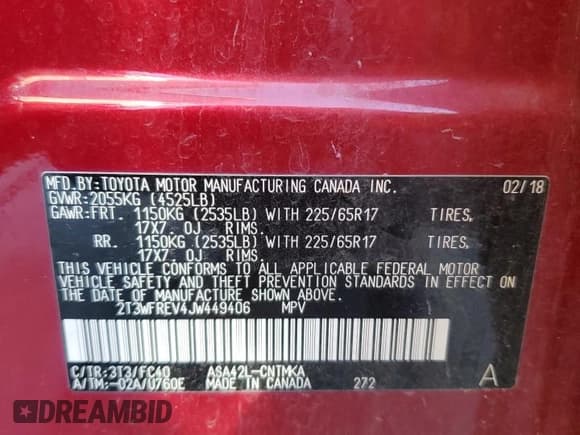 MFD.BY:TOYOTA MOTOR MANUFACTURING CANADA INC. 02/18
GVWR:2055KG (4525LB)
GAWR:FRT. 1150KG (2535LB) WITH 225/65R17 TIRES,
17X7.0J RIMS.
RR. 1150KG (2535LB) WITH 225/65R17 TIRES,
17X7.0J RIMS.
THIS VEHICLE CONFORMS TO ALL APPLICABLE FEDERAL MOTOR
VEHICLE SAFETY AND THEFT PREVENTION STANDARDS IN EFFECT ON
THE DATE OF MANUFACTURE SHOWN ABOVE.
2T3WFREV4JW449406 MPV
C/TR:3T3/FC40 ASA42L-CNTMKA
A/TM:-02A/U760E MADE IN CANADA 272 A
DREAMBID